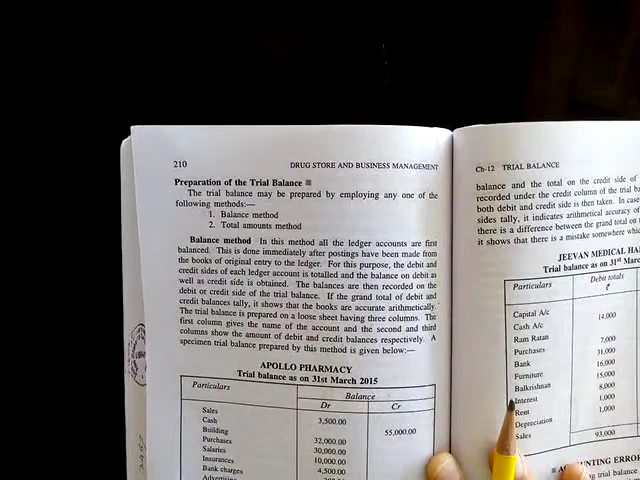 210 DRUG STORE AND BUSINESS MANAGEMENT
Preparation of the Trial Balance
The trial balance may be prepared by employing any one of the
following methods:—
1. Balance method
2. Total amounts method
Balance method In this method all the ledger accounts are first
balanced. This is done immediately after postings have been made from
the books of original entry to the ledger. For this purpose, the debit and
credit sides of each ledger account is totalled and the balance on debit as
well as credit side is obtained. The balances are then recorded on the
debit or credit side of the trial balance. If the grand total of debit and
credit balances tally, it shows that the books are accurate arithmetically.
The trial balance is prepared on a loose sheet having three columns. The
first column gives the name of the account and the second and third
columns show the amount of debit and credit balances respectively. A
specimen trial balance prepared by this method is given below:—
APOLLO PHARMACY
Trial balance as on 31st March 2015
Particulars Balance
Dr Cr
Sales
Cash 3,500.00
Building 55,000.00
Purchases 32,000.00
Salaries 30,000.00
Insurances 10,000.00
Bank charges 4,500.00
Advertising
Ch-12 TRIAL BALANCE
balance and the total on the credit side of
recorded under the credit column of the trial
both debit and credit side is then taken. In case
sides tally, it indicates arithmetical accuracy of
there is a difference between the grand total on
it shows that there is a mistake somewhere
JEEVAN MEDICAL
Trial balance as on 31st Mar
Particulars Debit totals
₹
Capital A/c 14,000
Cash A/c
Ram Ratan 7,000
Purchases 31,000
Bank 16,000
Furniture 15,000
Balkrishnan 8,000
Interest 1,000
Rent 1,000
Depreciation
Sales 93,000
ERROR
trial balance